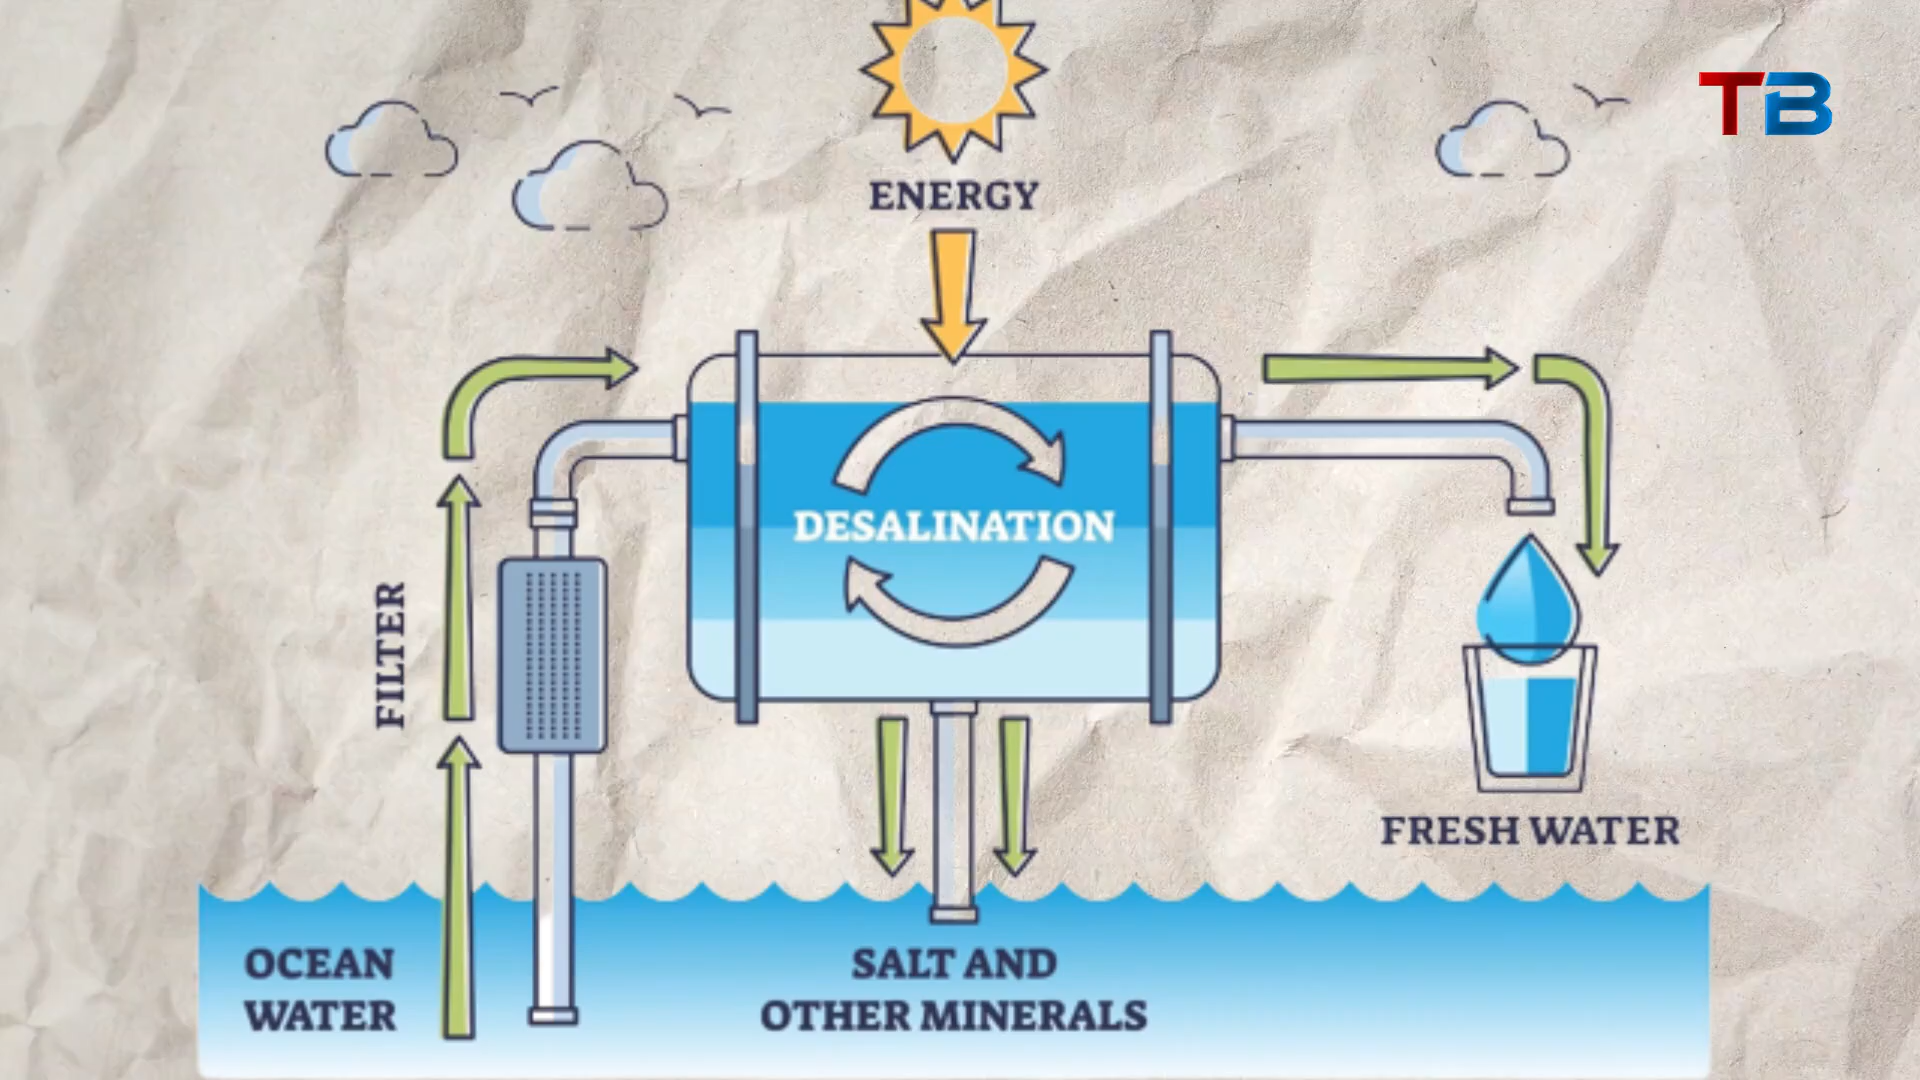 TB
ENERGY
DESALINATION
FILTER
FRESH WATER
OCEAN
WATER
SALT AND
OTHER MINERALS